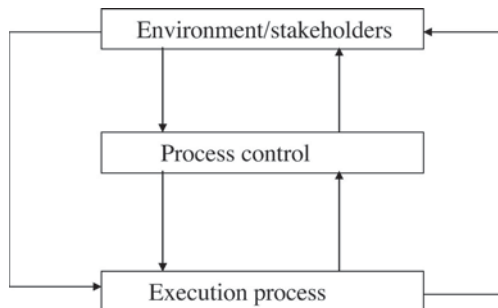 Environment/stakeholders
Process control
Execution process